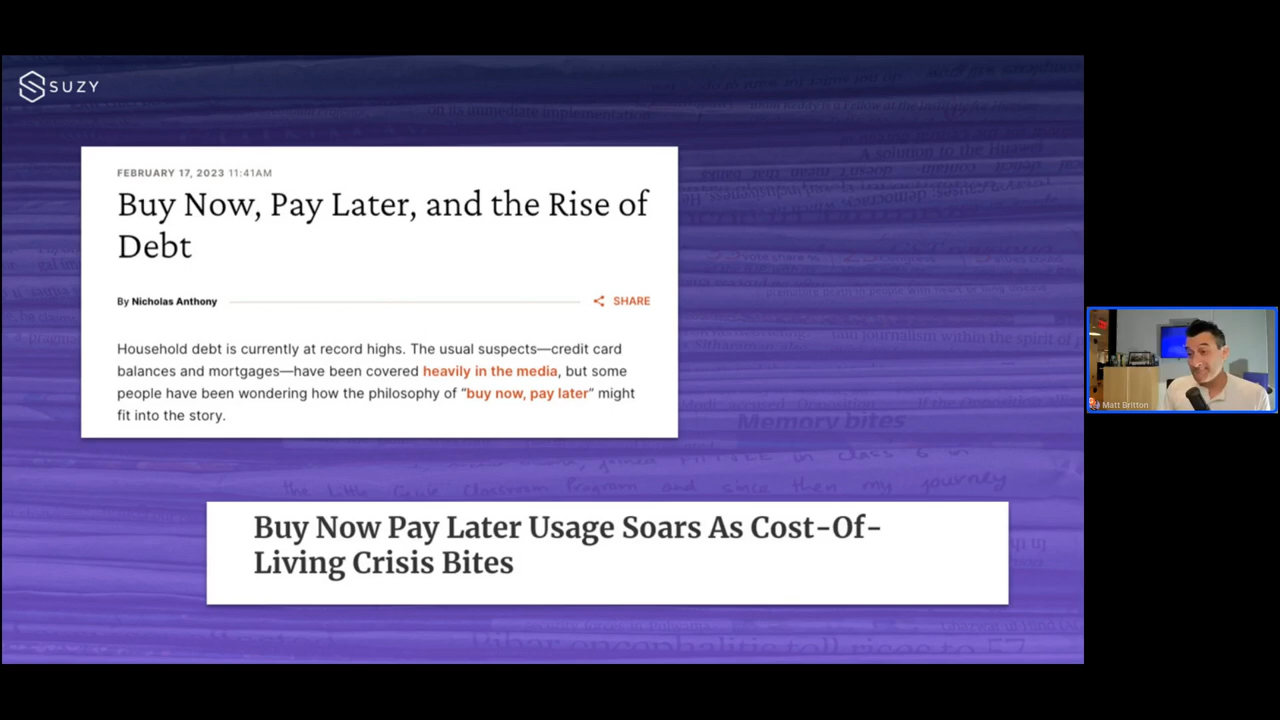 SUZY
FEBRUARY 17, 2023 11:41AM
Buy Now, Pay Later, and the Rise of
Debt
By Nicholas Anthony
SHARE
Household debt is currently at record highs. The usual suspects—credit card
balances and mortgages—have been covered heavily in the media, but some
people have been wondering how the philosophy of “buy now, pay later” might
fit into the story.
Matt Britton
Memory bites
Buy Now Pay Later Usage Soars As Cost-Of-
Living Crisis Bites